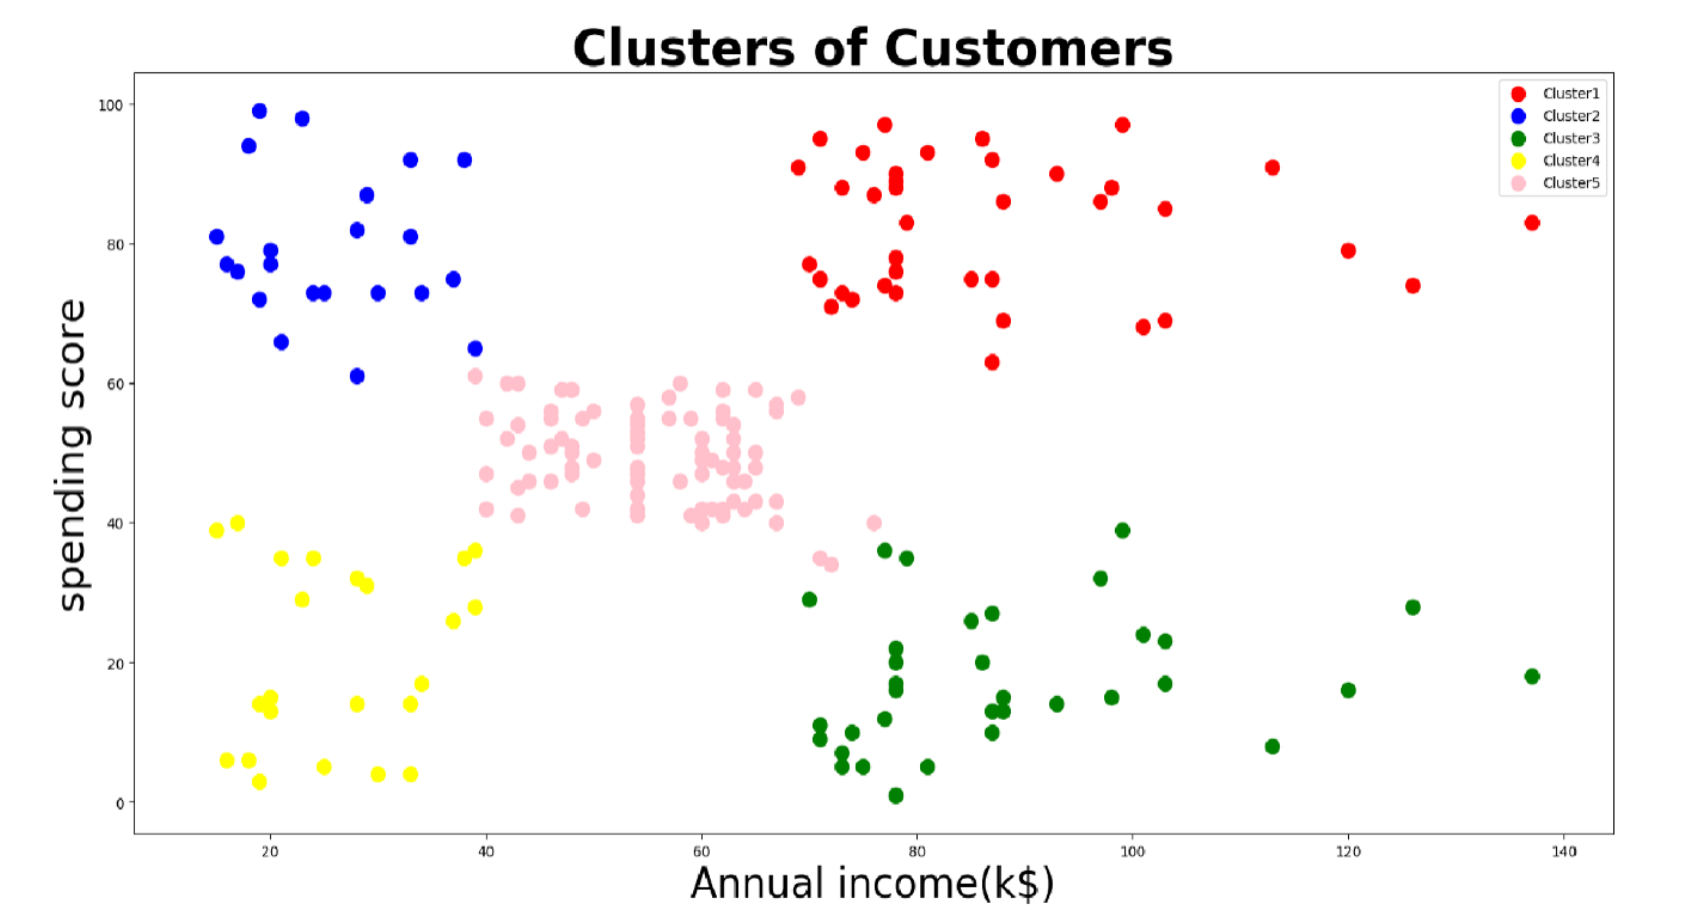 Clusters of Customers
Cluster1
Cluster2
Cluster3
Cluster4
Cluster5
spending score
100
80
60
40
20
0
20 40 60 80 100 120 140
Annual income(k$)